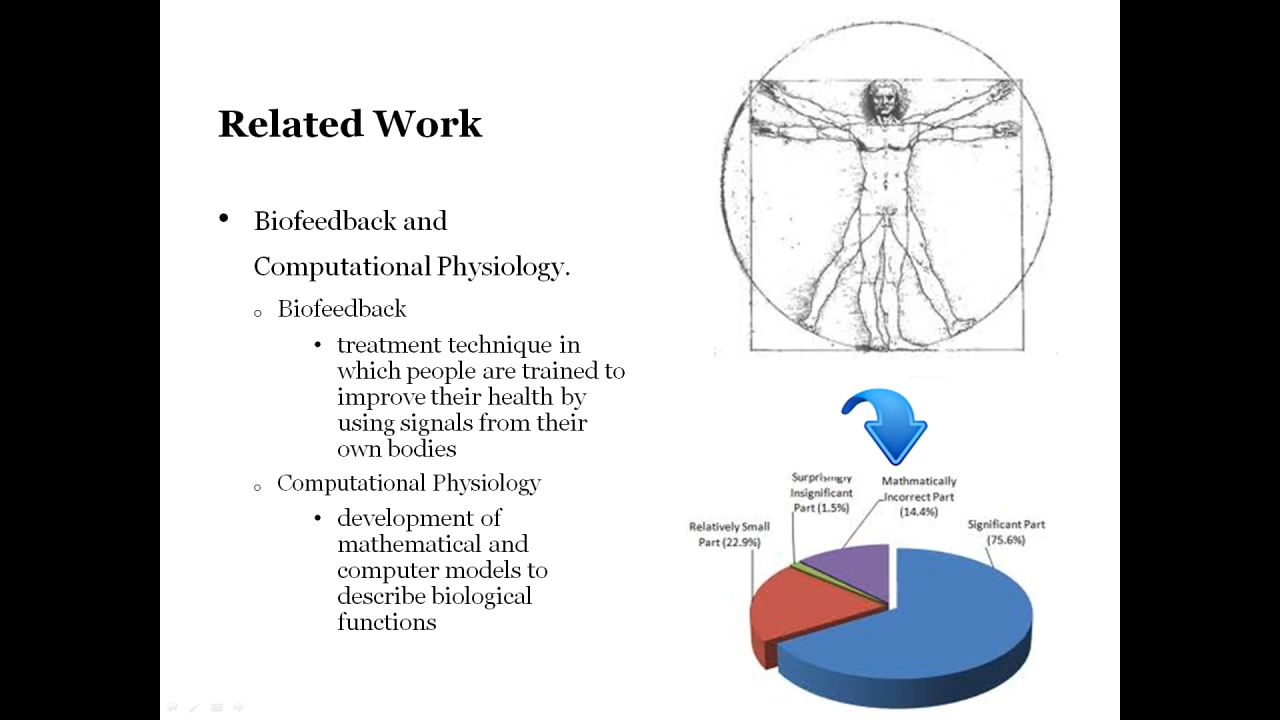 Related Work
• Biofeedback and
Computational Physiology.
o Biofeedback
• treatment technique in
which people are trained to
improve their health by
using signals from their
own bodies
o Computational Physiology
• development of
mathematical and
computer models to
describe biological
functions
Surprisingly
Insignificant
Part (1.5%)
Mathmatically
Incorrect Part
(14.4%)
Relatively Small
Part (22.9%)
Significant Part
(75.6%)